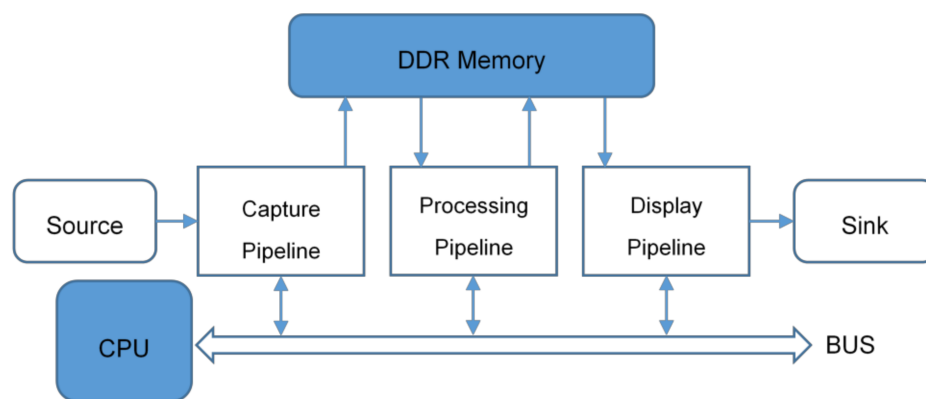 DDR Memory
Source
Capture
Pipeline
Processing
Pipeline
Display
Pipeline
Sink
CPU
BUS